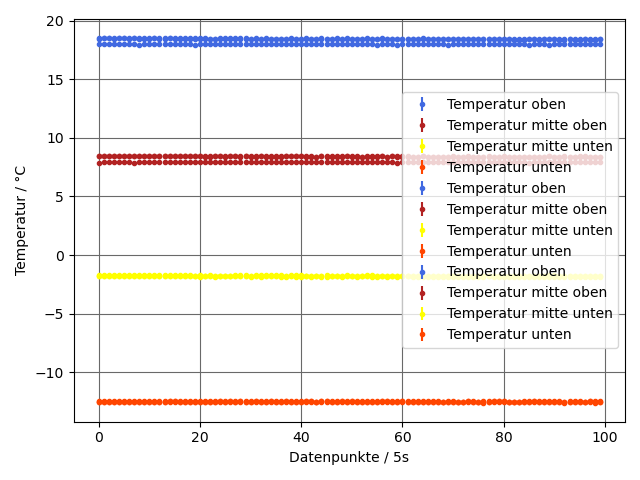 20
15
10
5
0
−5
−10
Temperatur / °C
0
20
40
60
80
100
Datenpunkte / 5s
Temperatur oben
Temperatur mitte oben
Temperatur mitte unten
Temperatur unten
Temperatur oben
Temperatur mitte oben
Temperatur mitte unten
Temperatur unten
Temperatur oben
Temperatur mitte oben
Temperatur mitte unten
Temperatur unten